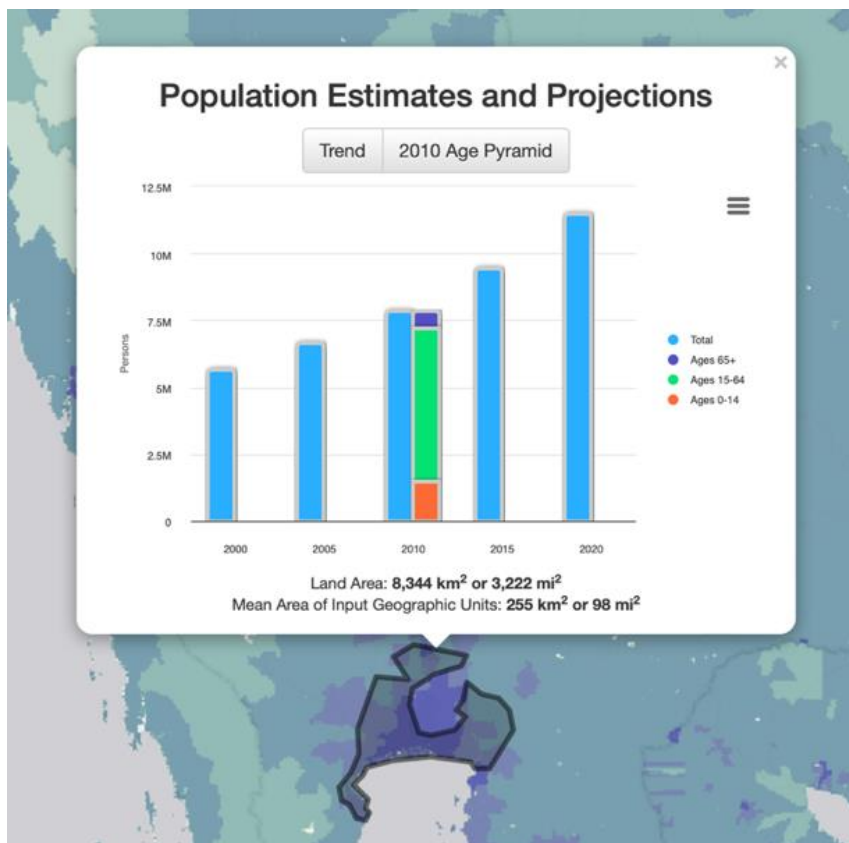 ×
Population Estimates and Projections
Trend
2010 Age Pyramid
12.5M
10M
7.5M
5M
2.5M
0
Persons
2000 2005 2010 2015 2020
Total
Ages 65+
Ages 15-64
Ages 0-14
Land Area: 8,344 km² or 3,222 mi²
Mean Area of Input Geographic Units: 255 km² or 98 mi²